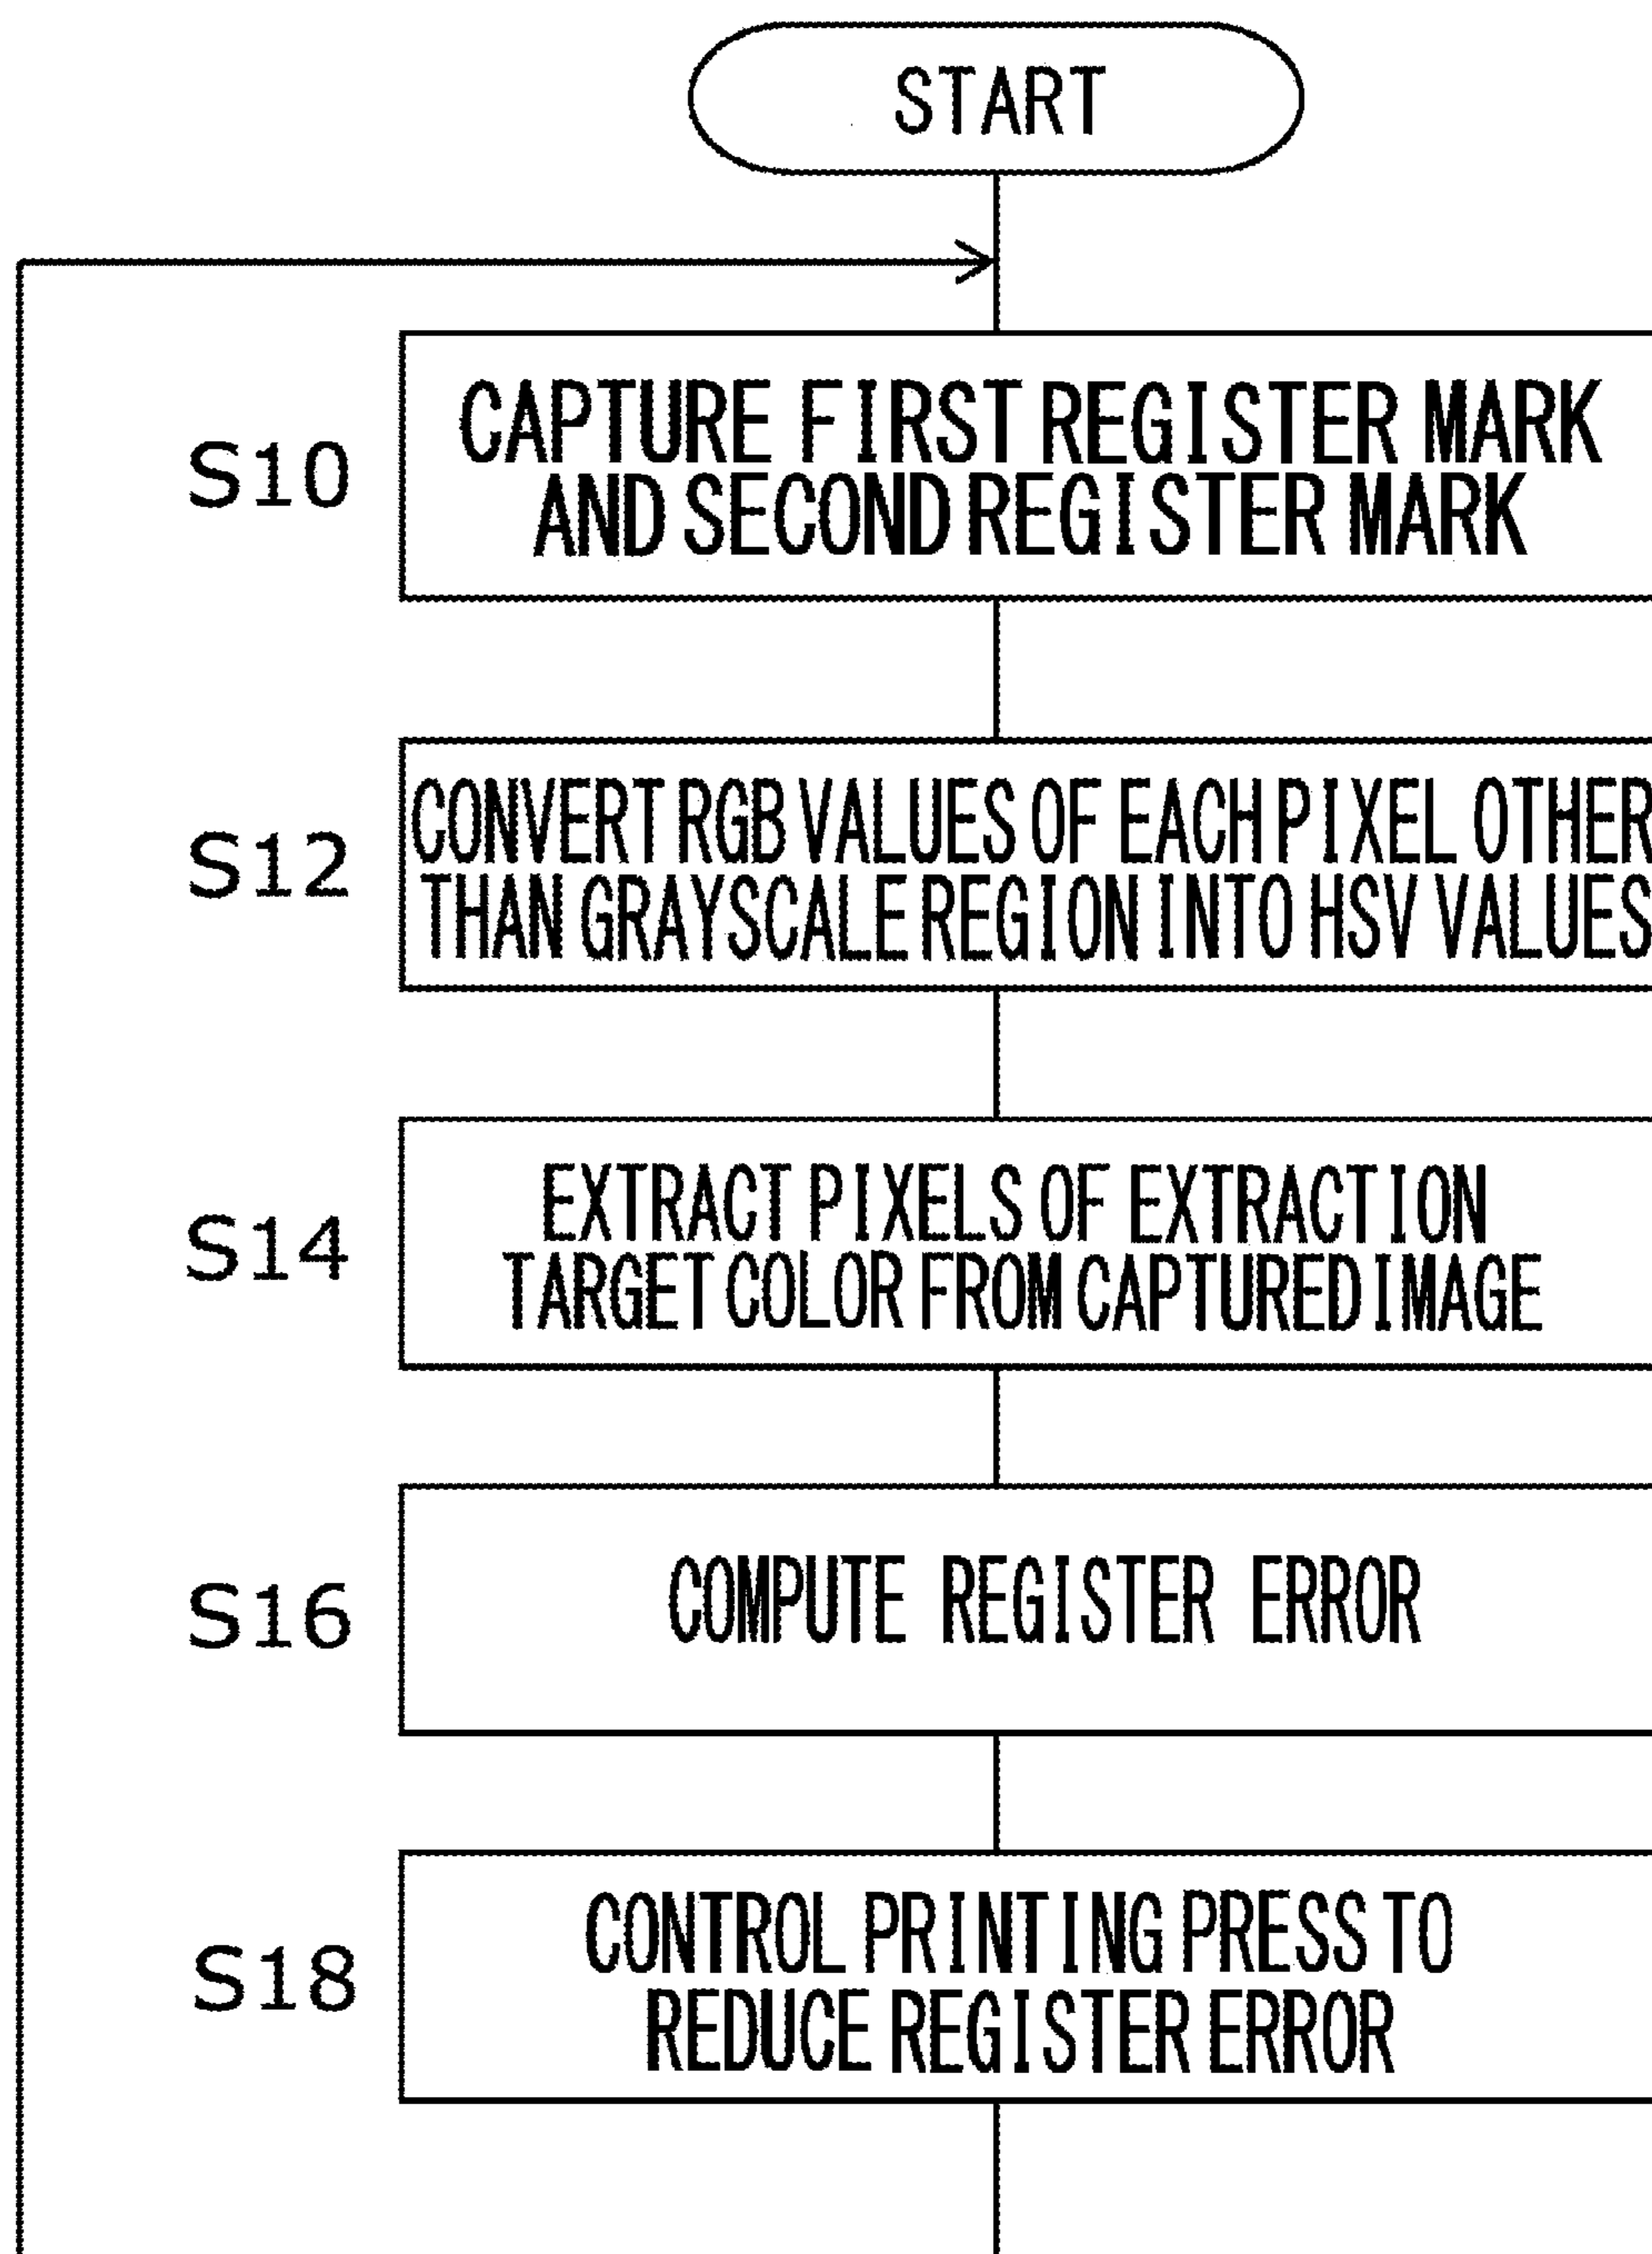 START
S10
CAPTURE FIRST REGISTER MARK
AND SECOND REGISTER MARK
S12
CONVERT RGB VALUES OF EACH PIXEL OTHER
THAN GRAYSCALE REGION INTO HSV VALUES
S14
EXTRACT PIXELS OF EXTRACTION
TARGET COLOR FROM CAPTURED IMAGE
S16
COMPUTE REGISTER ERROR
S18
CONTROL PRINTING PRESS TO
REDUCE REGISTER ERROR